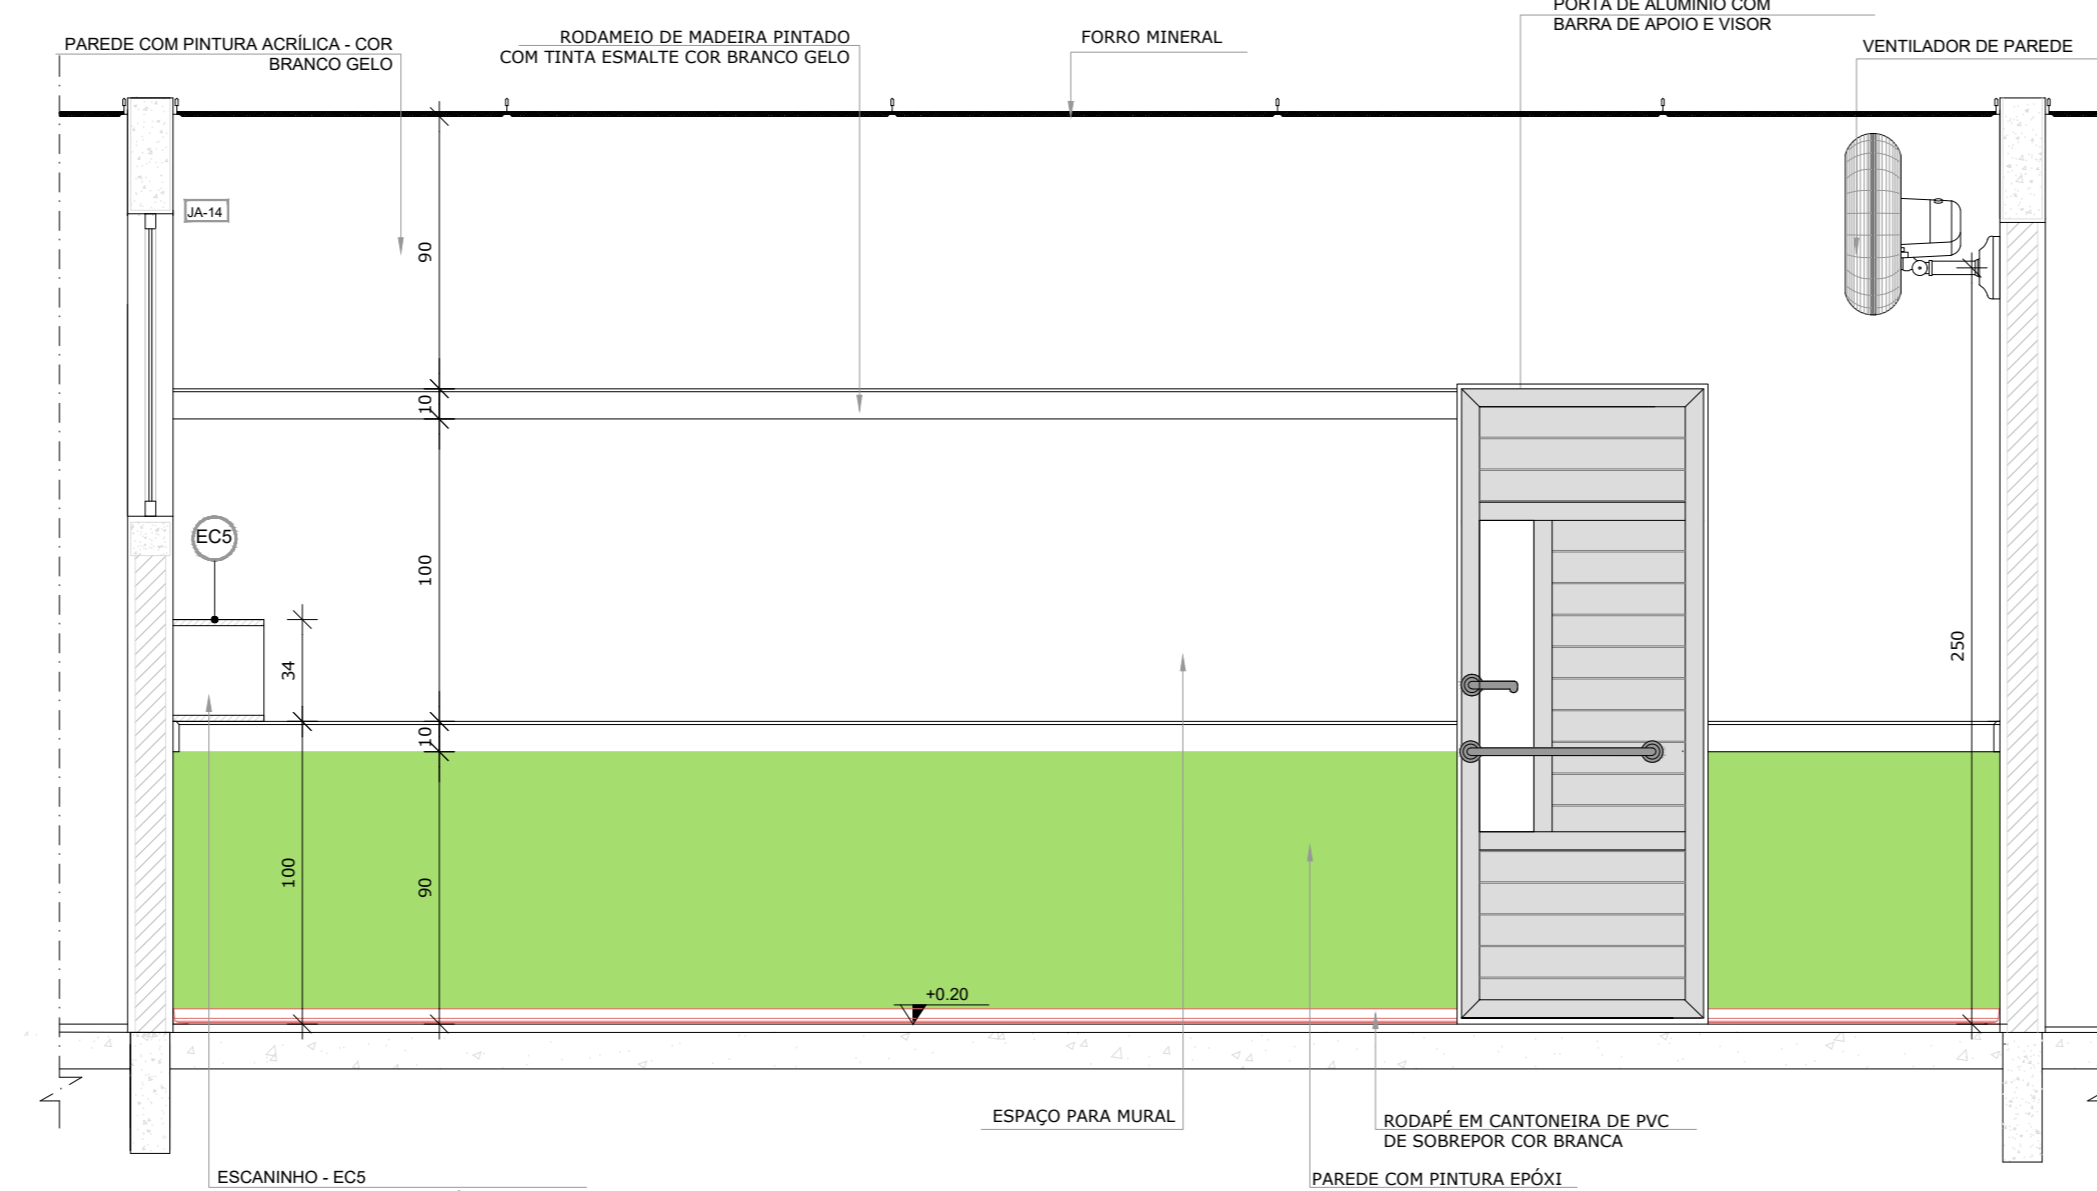 PORTA DE ALUMÍNIO COM
BARRA DE APOIO E VISOR
PAREDE COM PINTURA ACRÍLICA - COR
BRANCO GELO
RODAMEIO DE MADEIRA PINTADO
COM TINTA ESMALTE COR BRANCO GELO
FORRO MINERAL
VENTILADOR DE PAREDE
JA-14
90
10
EC5
100
34
250
10
100
90
+0.20
ESPAÇO PARA MURAL
RODAPÉ EM CANTONEIRA DE PVC
DE SOBREPOR COR BRANCA
ESCANINHO - EC5
PAREDE COM PINTURA EPÓXI